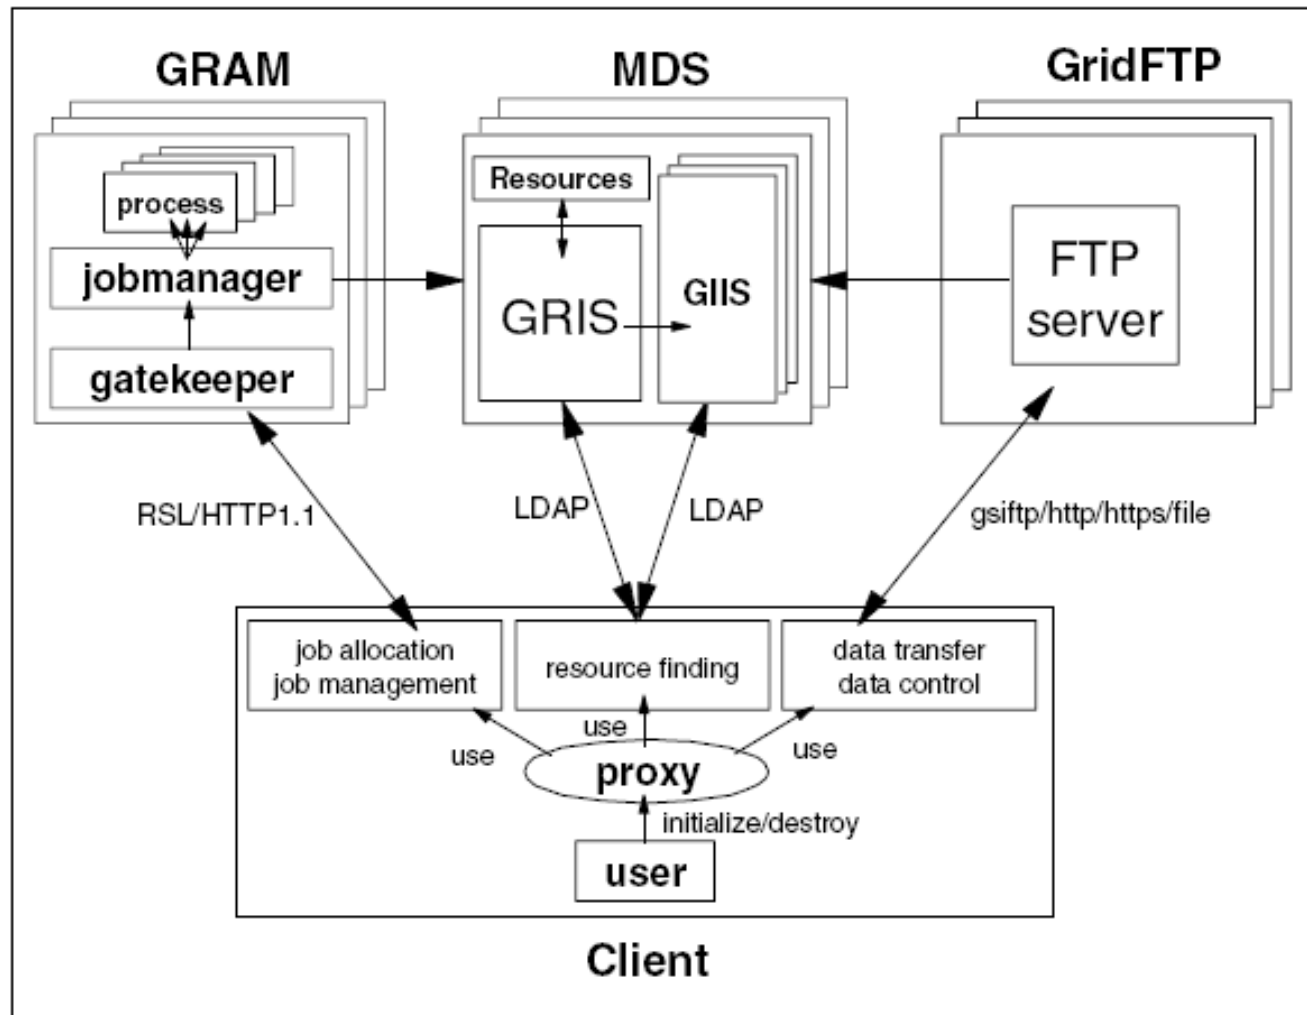 GRAM
MDS
GridFTP
process
jobmanager
gatekeeper
Resources
GRIS
GIIS
FTP
server
RSL/HTTP1.1
LDAP
LDAP
gsiftp/http/https/file
job allocation
job management
resource finding
data transfer
data control
use
use
use
proxy
initialize/destroy
user
Client